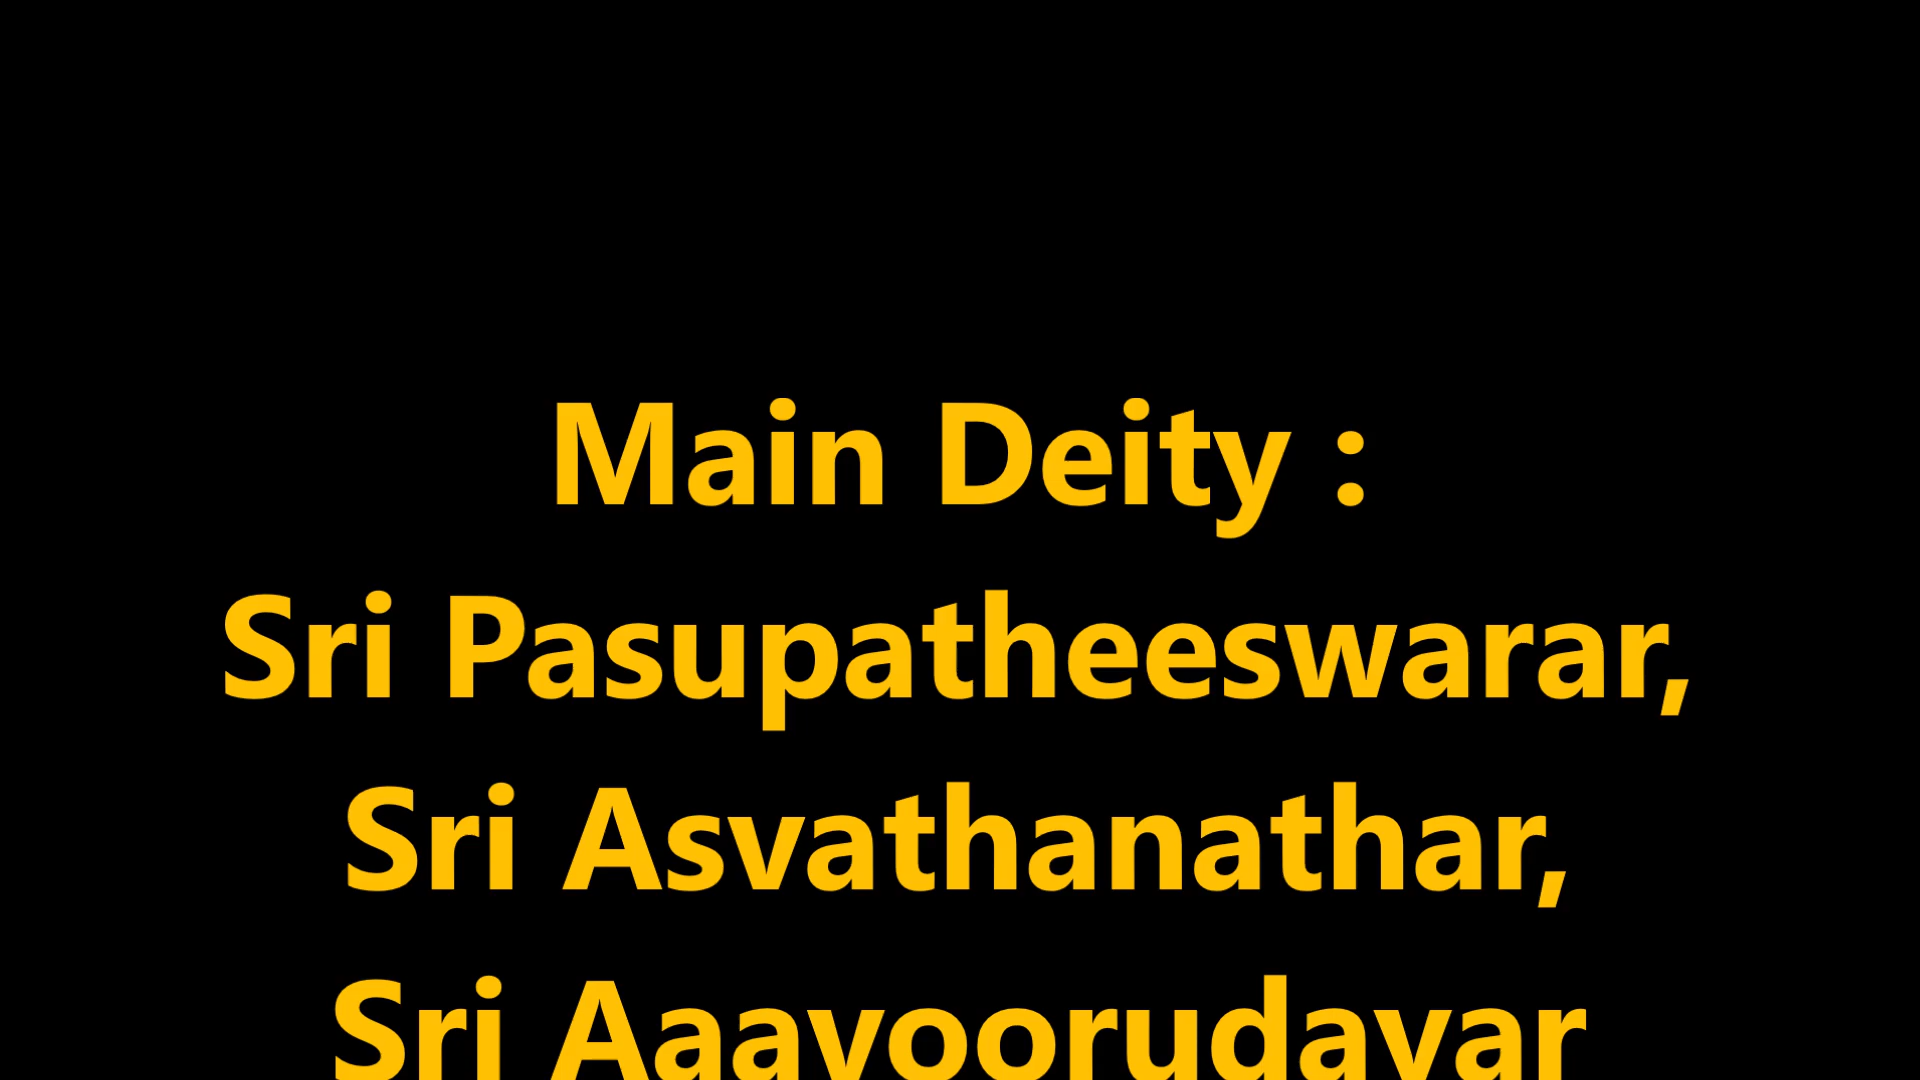 Main Deity :
Sri Pasupatheeswarar,
Sri Asvathanathar,
Sri Aaavoorudayar